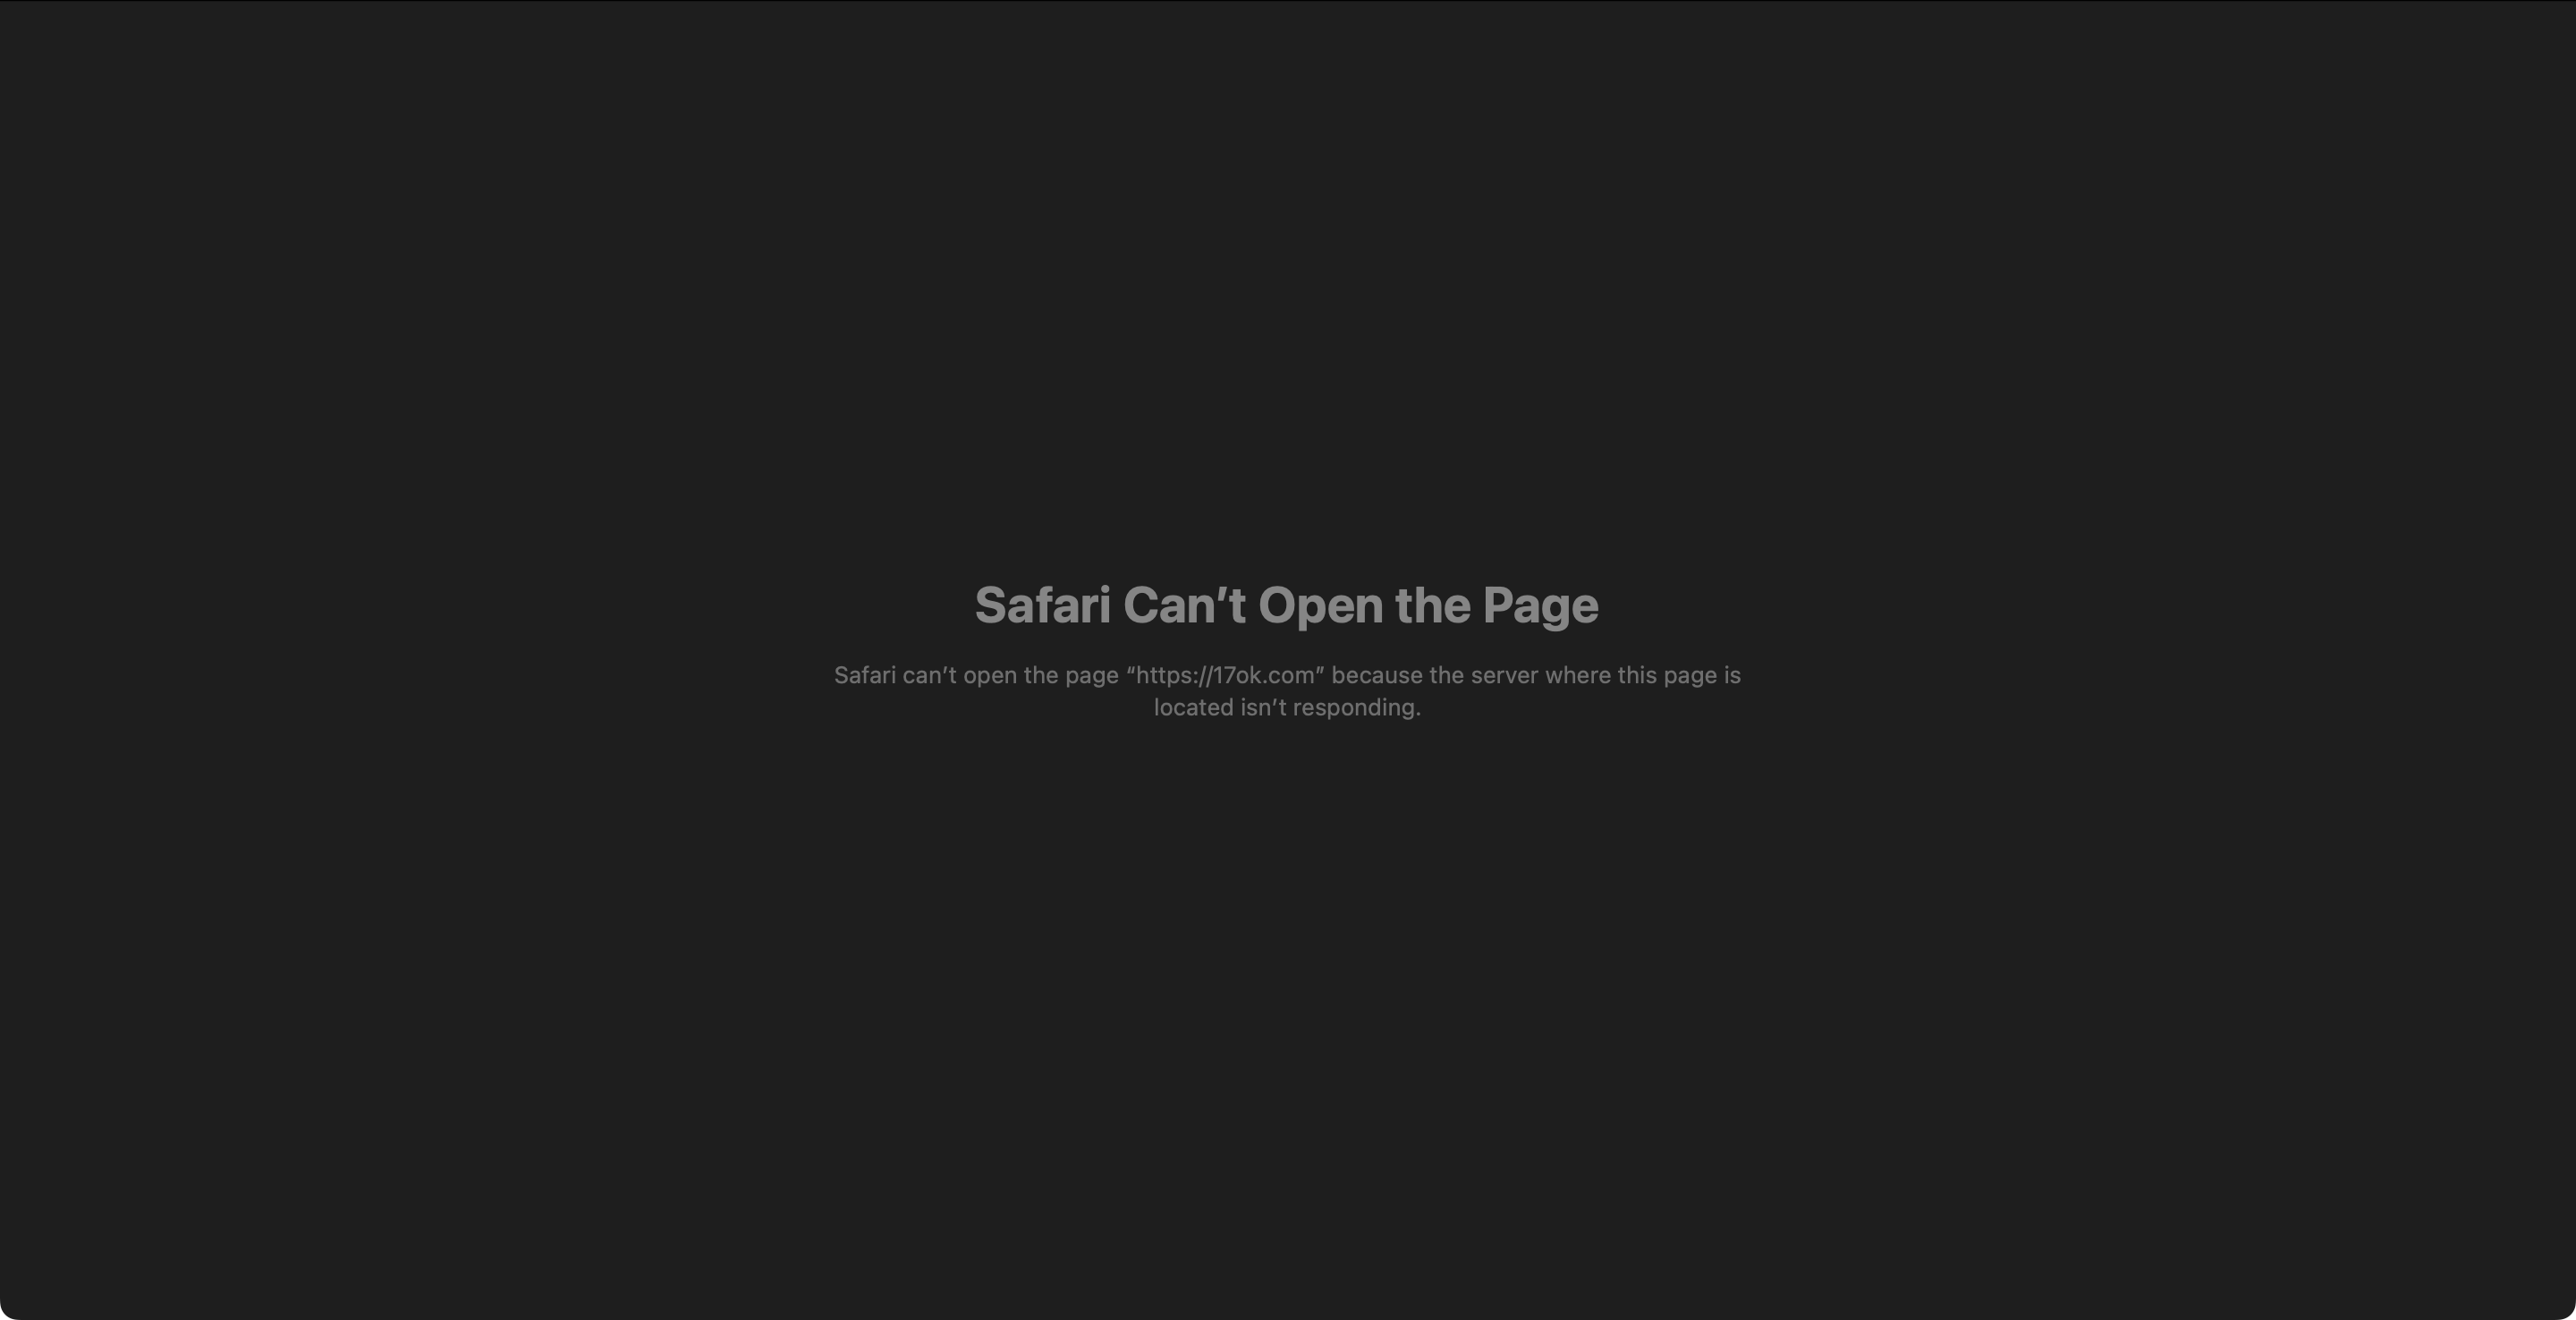 Safari Can’t Open the Page
Safari can’t open the page “https://17ok.com” because the server where this page is
located isn’t responding.